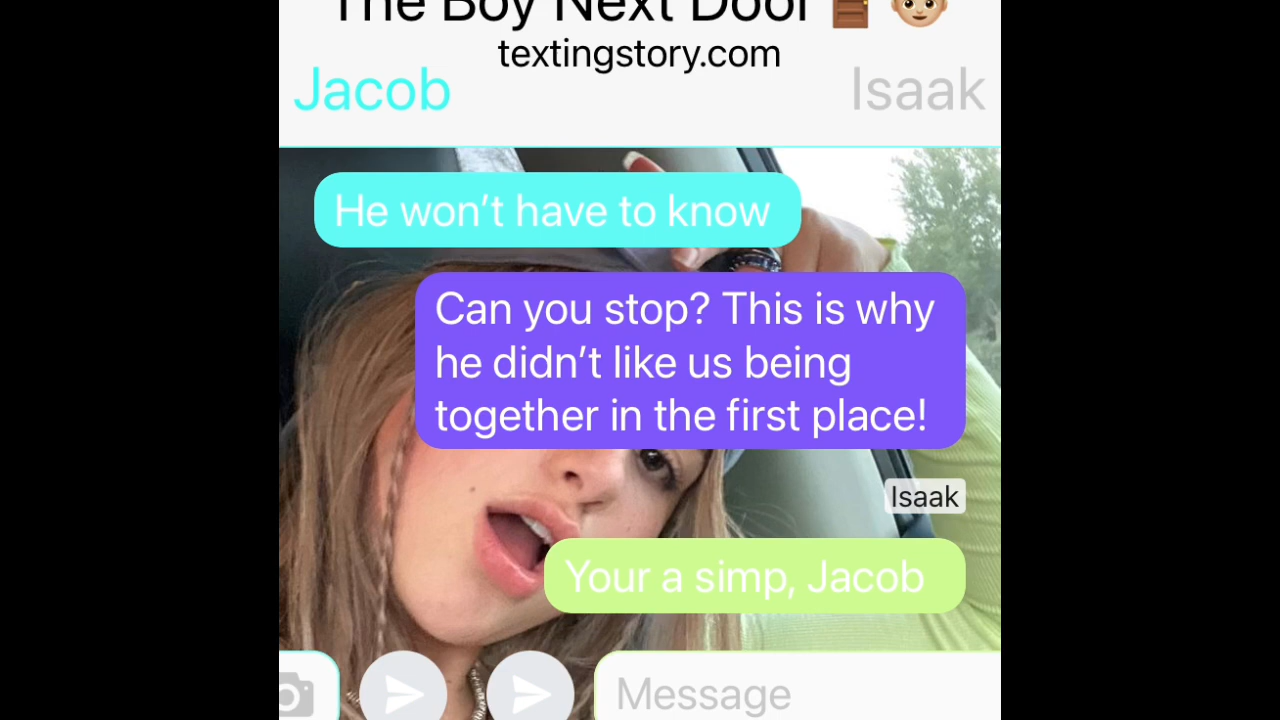 The Boy Next Door
textingstory.com
Jacob
Isaak
He won’t have to know
Can you stop? This is why
he didn’t like us being
together in the first place!
Isaak
Your a simp, Jacob
Message